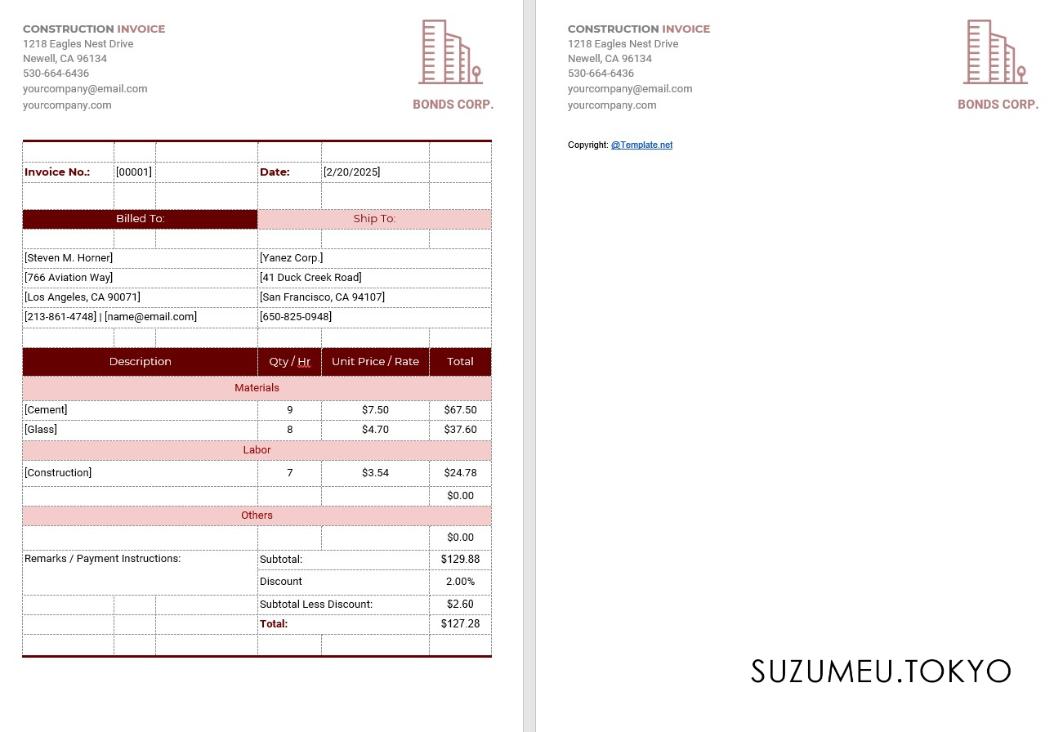 CONSTRUCTION INVOICE
1218 Eagles Nest Drive
Newell, CA 96134
530-664-6436
yourcompany@email.com
yourcompany.com
BONDS CORP.
Invoice No.: [00001] Date: [2/20/2025]
Billed To: Ship To:
[Steven M. Horner] [Yanez Corp.]
[766 Aviation Way] [41 Duck Creek Road]
[Los Angeles, CA 90071] [San Francisco, CA 94107]
[213-861-4748] | [name@email.com] [650-825-0948]
Description Qty / Hr Unit Price / Rate Total
Materials
[Cement] 9 $7.50 $67.50
[Glass] 8 $4.70 $37.60
Labor
[Construction] 7 $3.54 $24.78
$0.00
Others
$0.00
Remarks / Payment Instructions: Subtotal: $129.88
Discount 2.00%
Subtotal Less Discount: $2.60
Total: $127.28
CONSTRUCTION INVOICE
1218 Eagles Nest Drive
Newell, CA 96134
530-664-6436
yourcompany@email.com
yourcompany.com
BONDS CORP.
Copyright: @Template.net
SUZUMEU.TOKYO